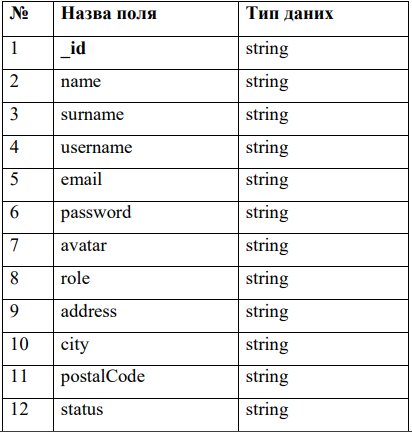 № Назва поля Тип даних
1 _id string
2 name string
3 surname string
4 username string
5 email string
6 password string
7 avatar string
8 role string
9 address string
10 city string
11 postalCode string
12 status string